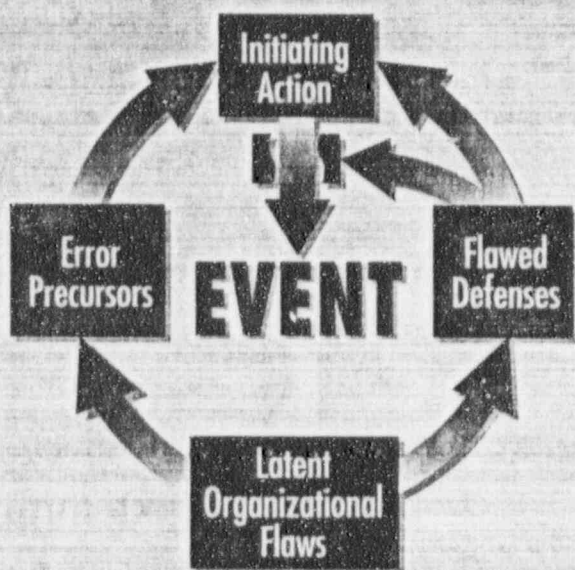 Initiating
Action
Error
Precursors
Flawed
Defenses
EVENT
Latent
Organizational
Flaws